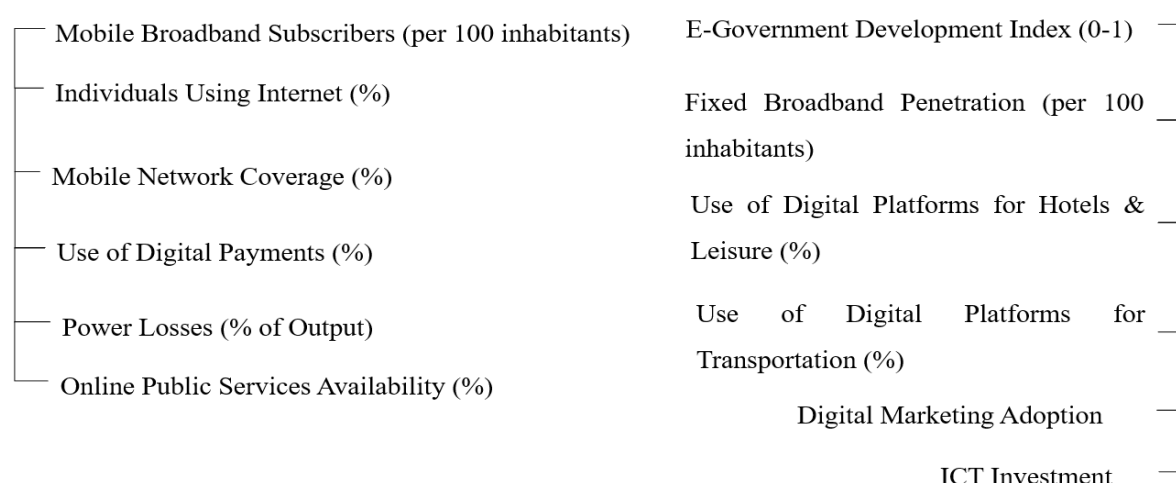 Mobile Broadband Subscribers (per 100 inhabitants)
Individuals Using Internet (%)
Mobile Network Coverage (%)
Use of Digital Payments (%)
Power Losses (% of Output)
Online Public Services Availability (%)
E-Government Development Index (0-1)
Fixed Broadband Penetration (per 100
inhabitants)
Use of Digital Platforms for Hotels &
Leisure (%)
Use of Digital Platforms for
Transportation (%)
Digital Marketing Adoption
ICT Investment